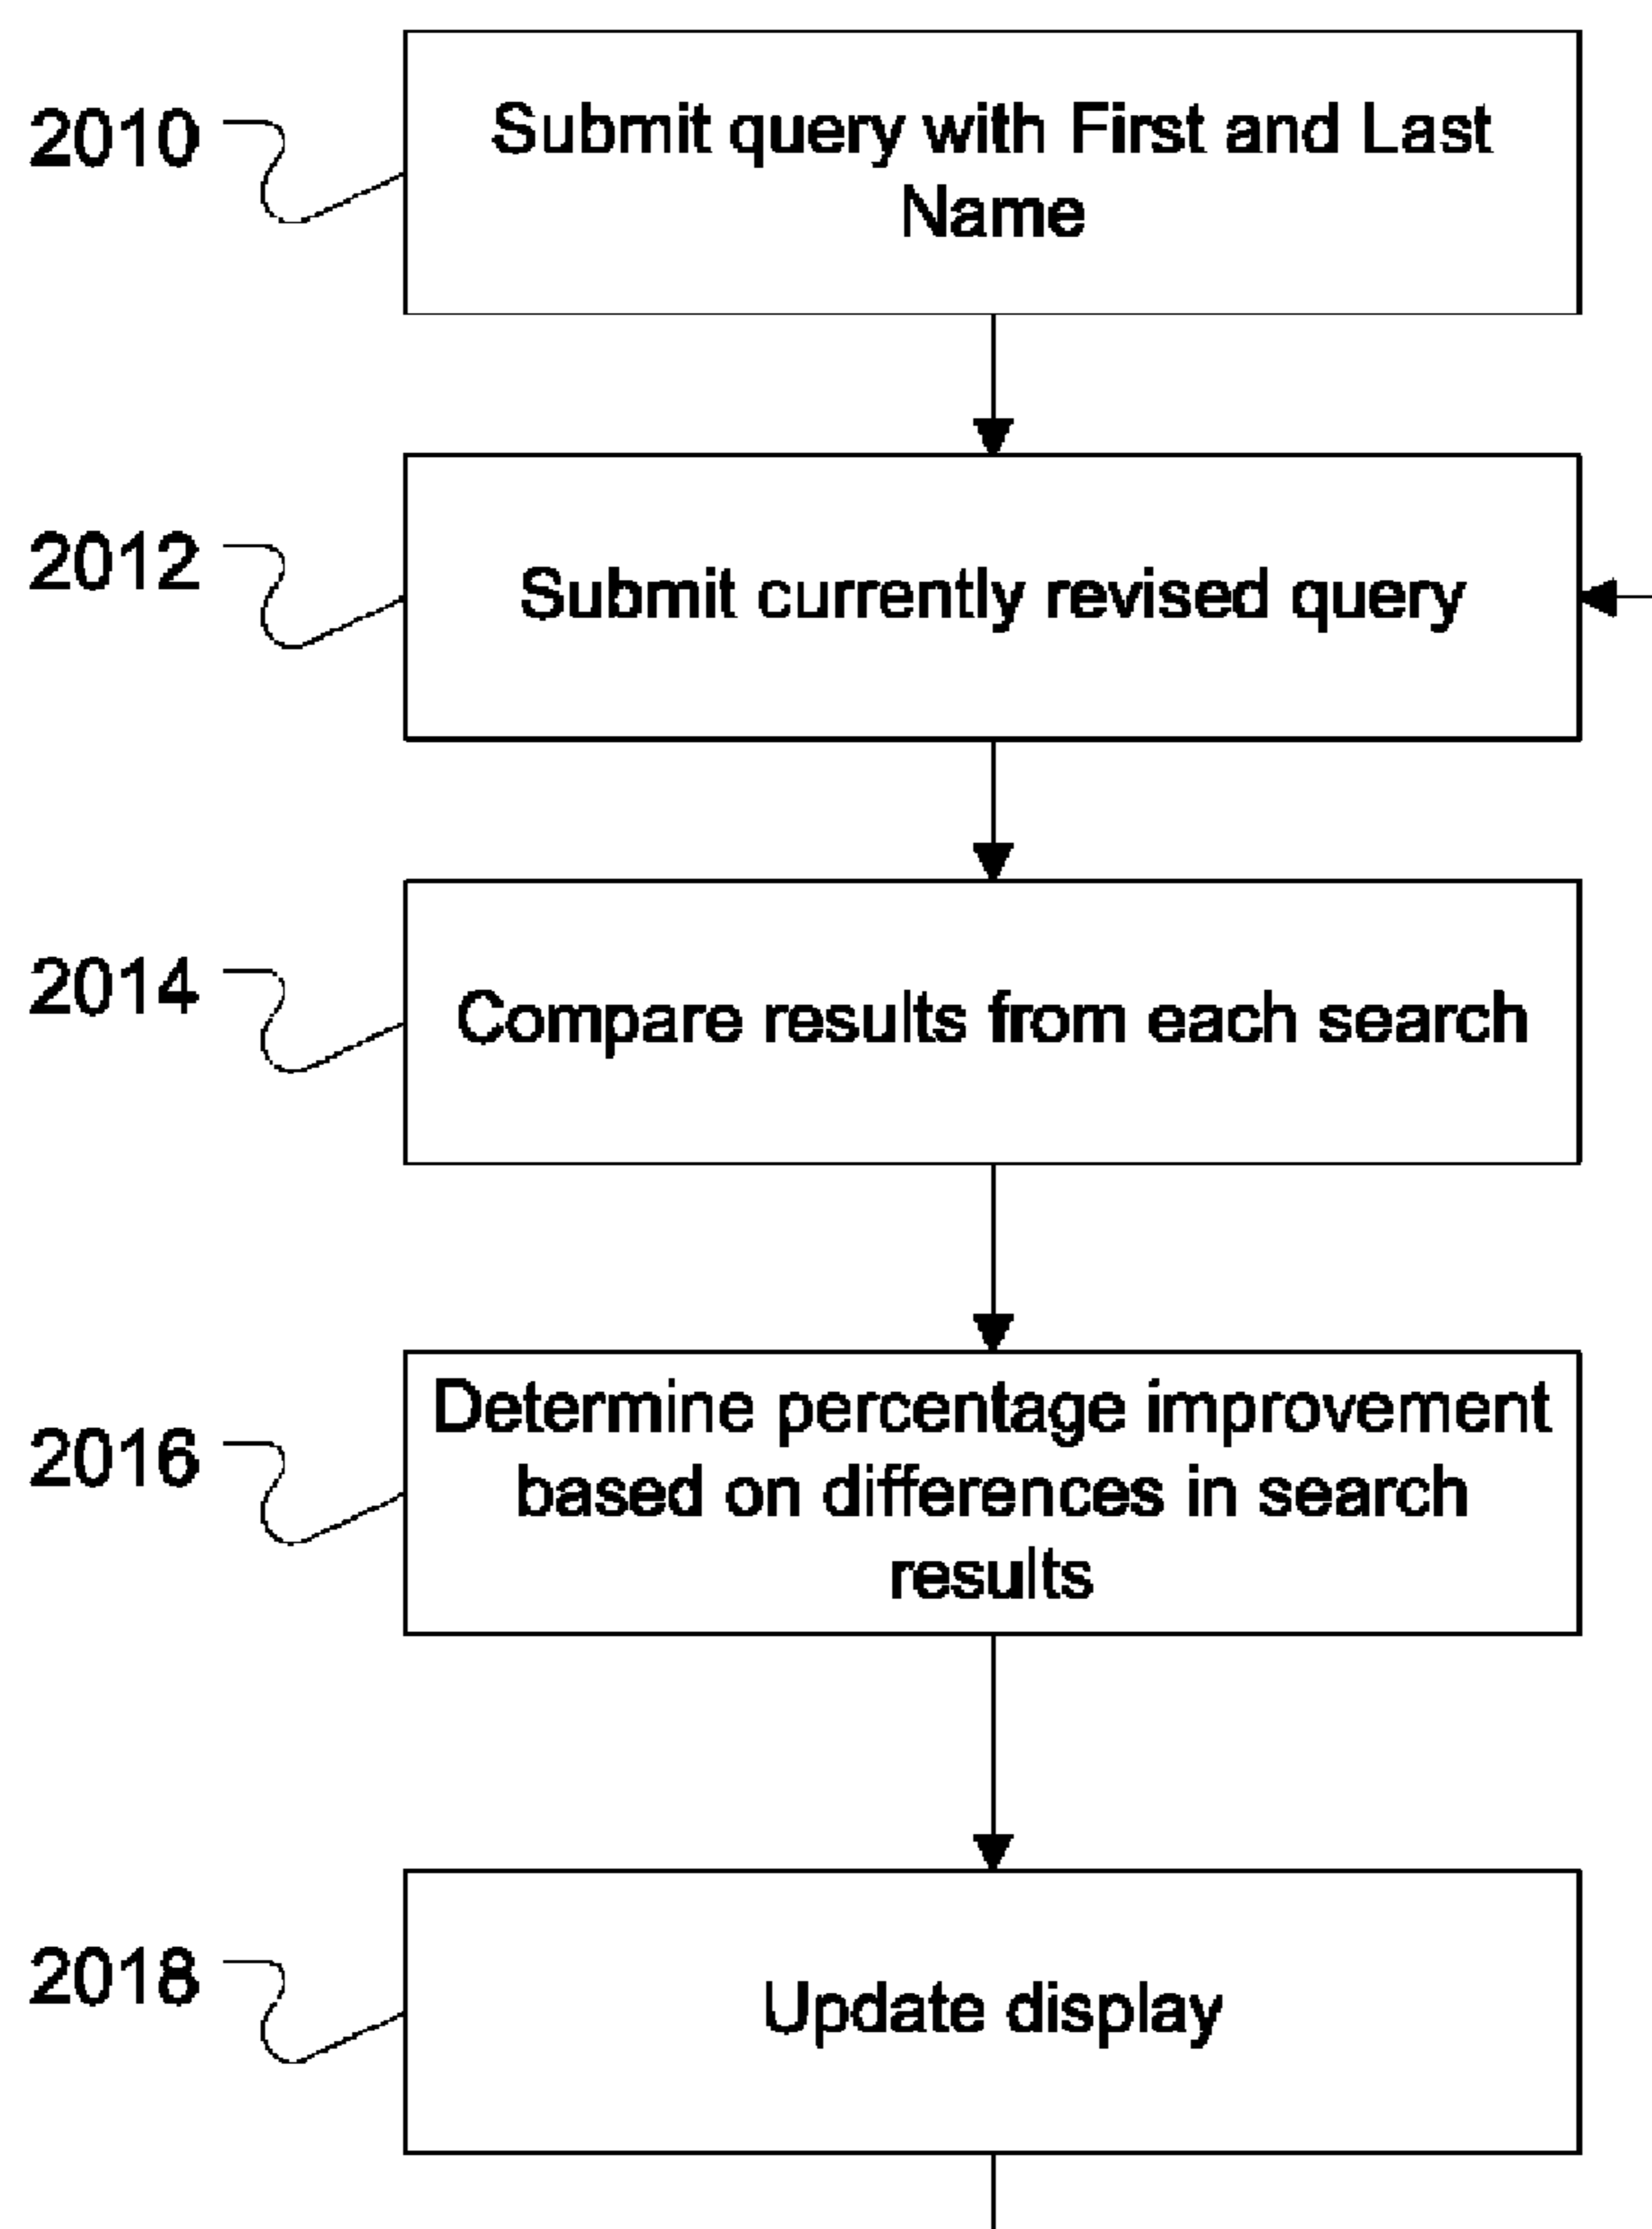 2010
Submit query with First and Last
Name
2012
Submit currently revised query
2014
Compare results from each search
2016
Determine percentage improvement
based on differences in search
results
2018
Update display